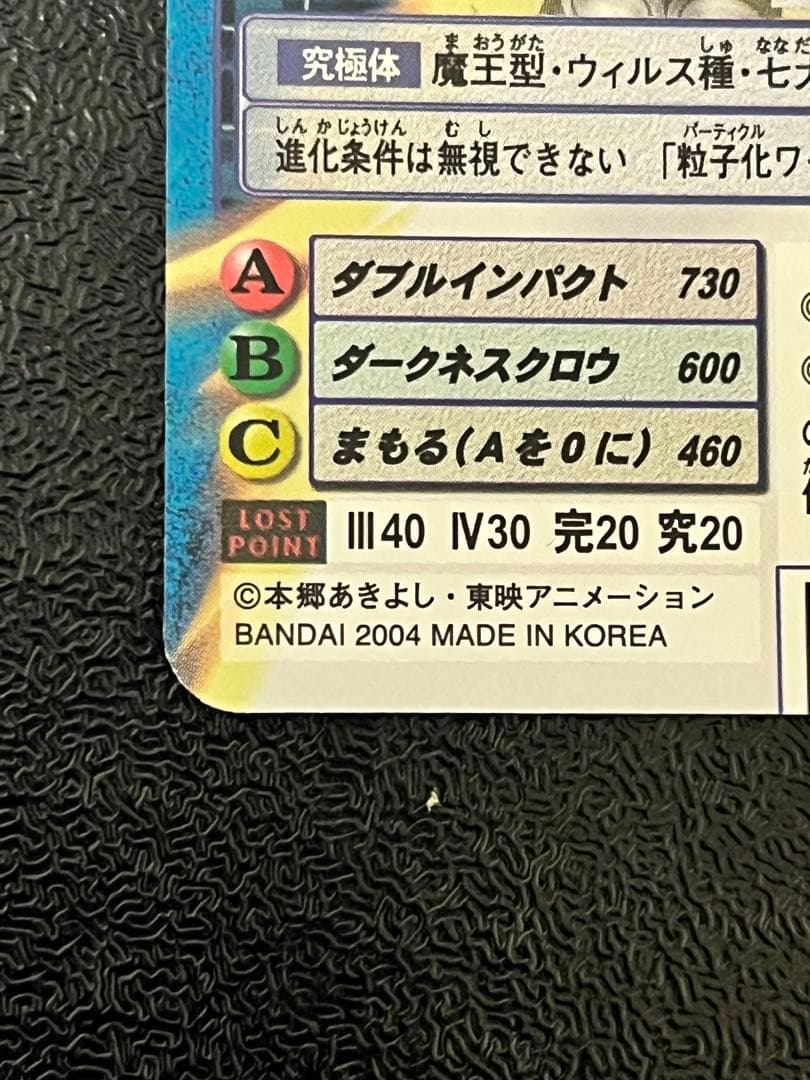 ま おうがた しゅ ななだ
究極体 魔王型・ウィルス種・七大
しんかじょうけん むし パーティクル
進化条件は無視できない 「粒子化ワ
A ダブルインパクト 730
B ダークネスクロウ 600
C まもる(Aを0に) 460
LOST POINT Ⅲ40 Ⅳ30 完20 究20
©本郷あきよし・東映アニメーション
BANDAI 2004 MADE IN KOREA